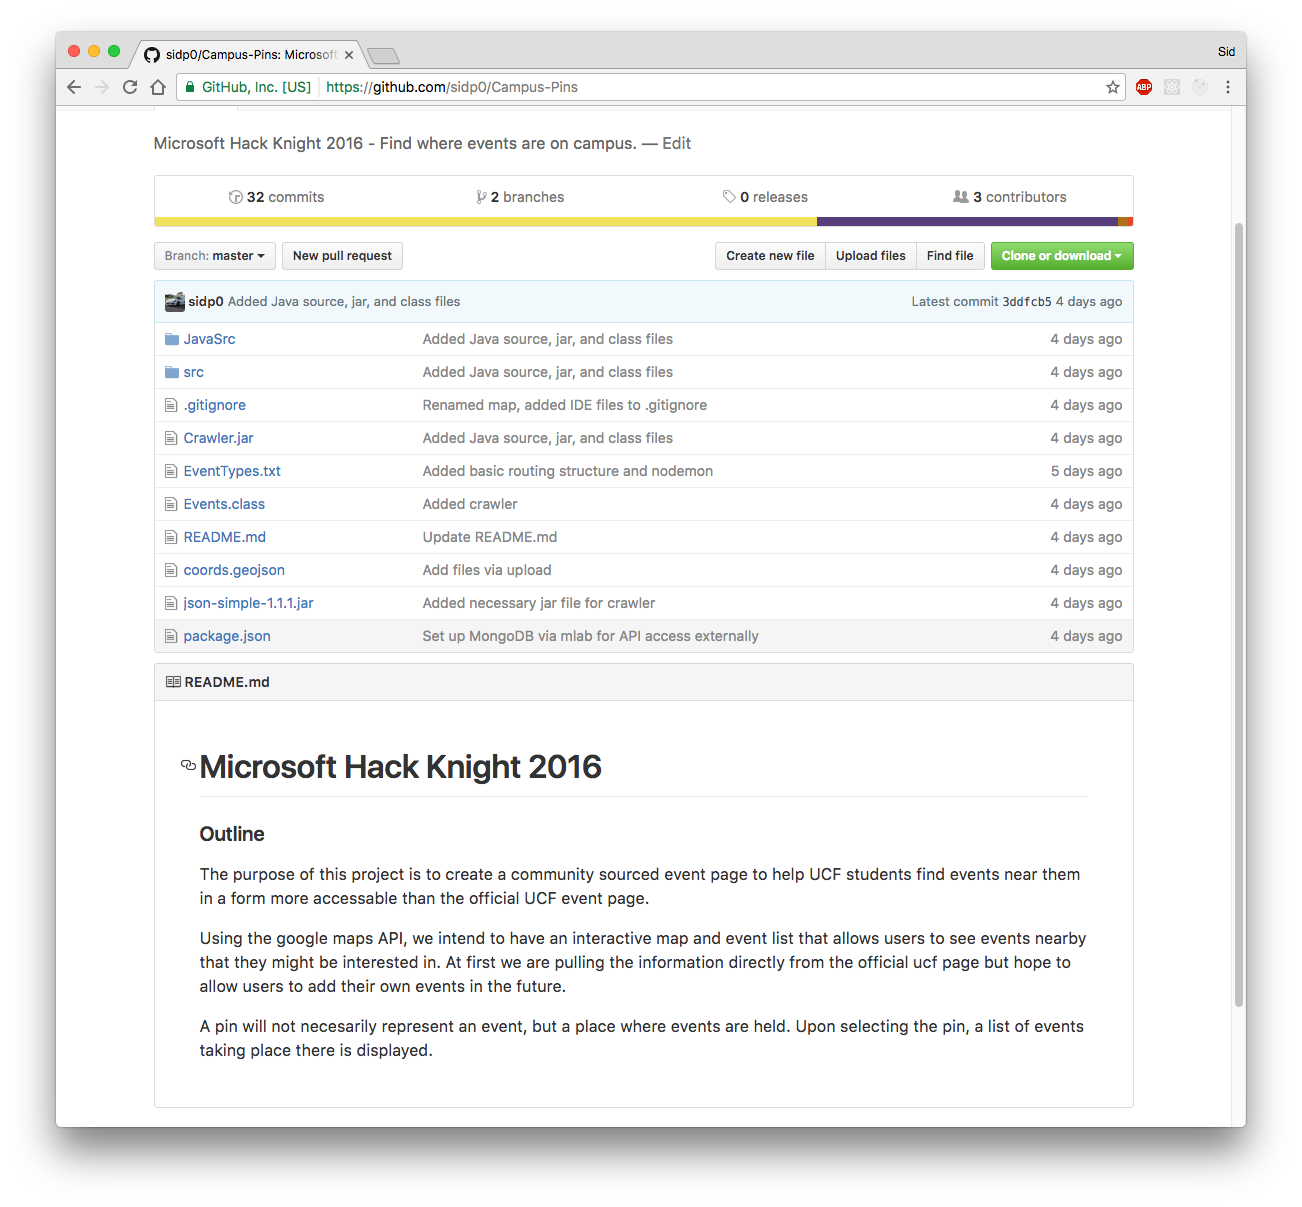 sidp0/Campus-Pins: Microsoft
Sid
GitHub, Inc. [US] https://github.com/sidp0/Campus-Pins
ABP
Microsoft Hack Knight 2016 - Find where events are on campus. — Edit
32 commits 2 branches 0 releases 3 contributors
Branch: master New pull request Create new file Upload files Find file Clone or download
sidp0 Added Java source, jar, and class files Latest commit 3ddfcb5 4 days ago
JavaSrc Added Java source, jar, and class files 4 days ago
src Added Java source, jar, and class files 4 days ago
.gitignore Renamed map, added IDE files to .gitignore 4 days ago
Crawler.jar Added Java source, jar, and class files 4 days ago
EventTypes.txt Added basic routing structure and nodemon 5 days ago
Events.class Added crawler 4 days ago
README.md Update README.md 4 days ago
coords.geojson Add files via upload 4 days ago
json-simple-1.1.1.jar Added necessary jar file for crawler 4 days ago
package.json Set up MongoDB via mlab for API access externally 4 days ago
README.md
Microsoft Hack Knight 2016
Outline
The purpose of this project is to create a community sourced event page to help UCF students find events near them
in a form more accessable than the official UCF event page.
Using the google maps API, we intend to have an interactive map and event list that allows users to see events nearby
that they might be interested in. At first we are pulling the information directly from the official ucf page but hope to
allow users to add their own events in the future.
A pin will not necesarily represent an event, but a place where events are held. Upon selecting the pin, a list of events
taking place there is displayed.